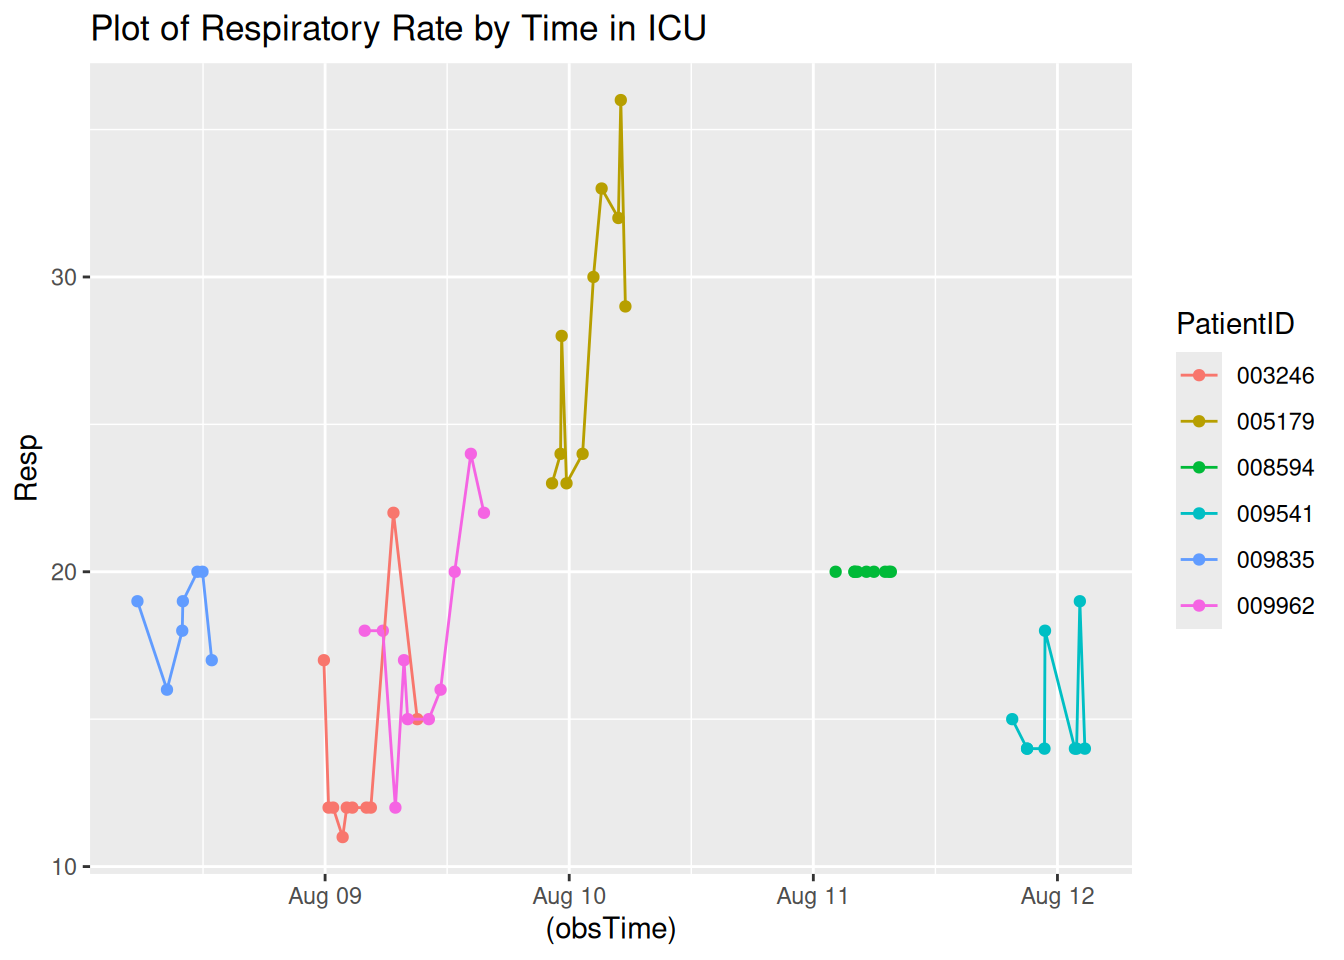 Plot of Respiratory Rate by Time in ICU
Resp
30
20
10
Aug 09
Aug 10
Aug 11
Aug 12
(obsTime)
PatientID
003246
005179
008594
009541
009835
009962